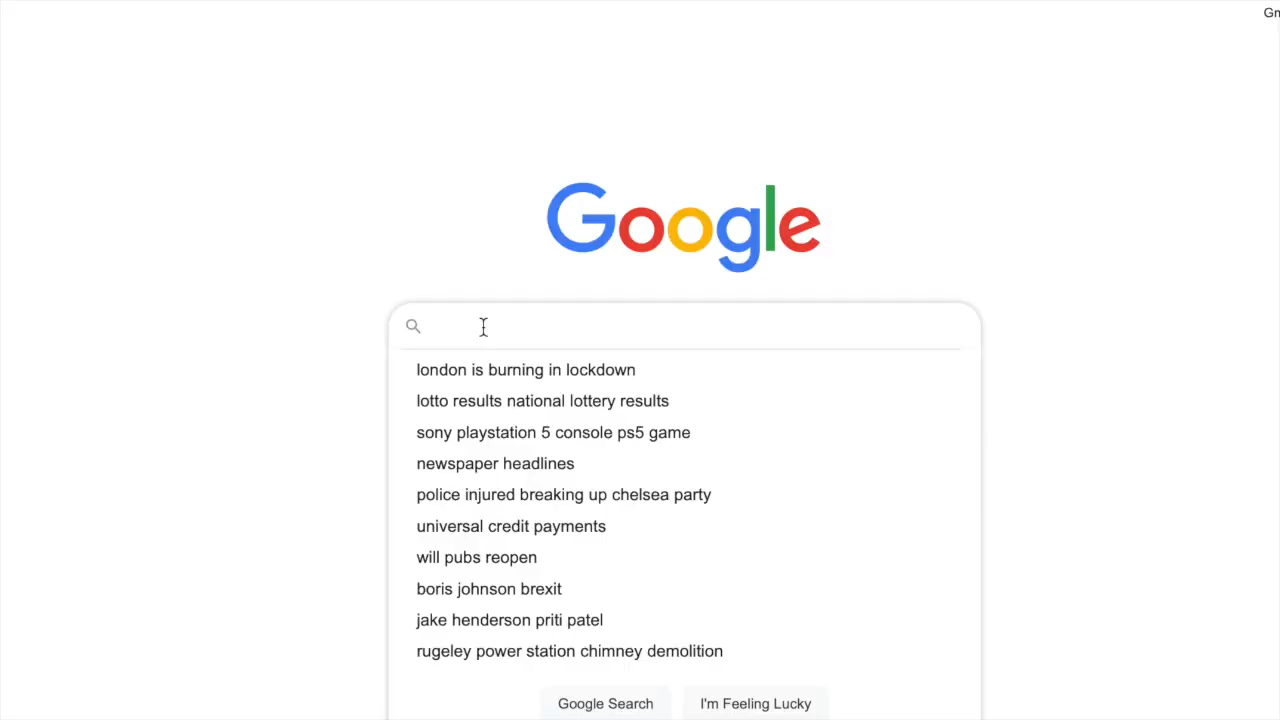 Gm
Google
london is burning in lockdown
lotto results national lottery results
sony playstation 5 console ps5 game
newspaper headlines
police injured breaking up chelsea party
universal credit payments
will pubs reopen
boris johnson brexit
jake henderson priti patel
rugeley power station chimney demolition
Google Search
I'm Feeling Lucky